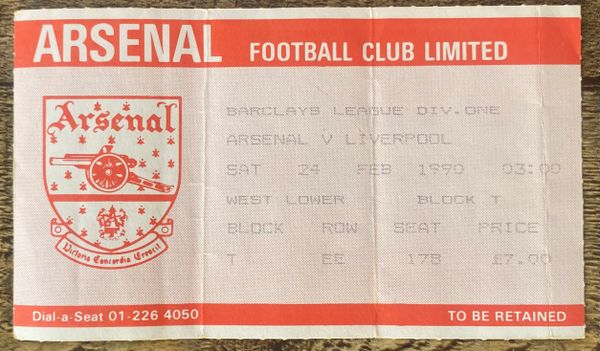 ARSENAL FOOTBALL CLUB LIMITED
Arsenal
Victoria Concordia Crescit
BARCLAYS LEAGUE DIV.ONE
ARSENAL V LIVERPOOL
SAT 24 FEB 1990 03:00
WEST LOWER BLOCK T
BLOCK ROW SEAT PRICE
T EE 178 £7.00
Dial-a-Seat 01-226 4050 TO BE RETAINED